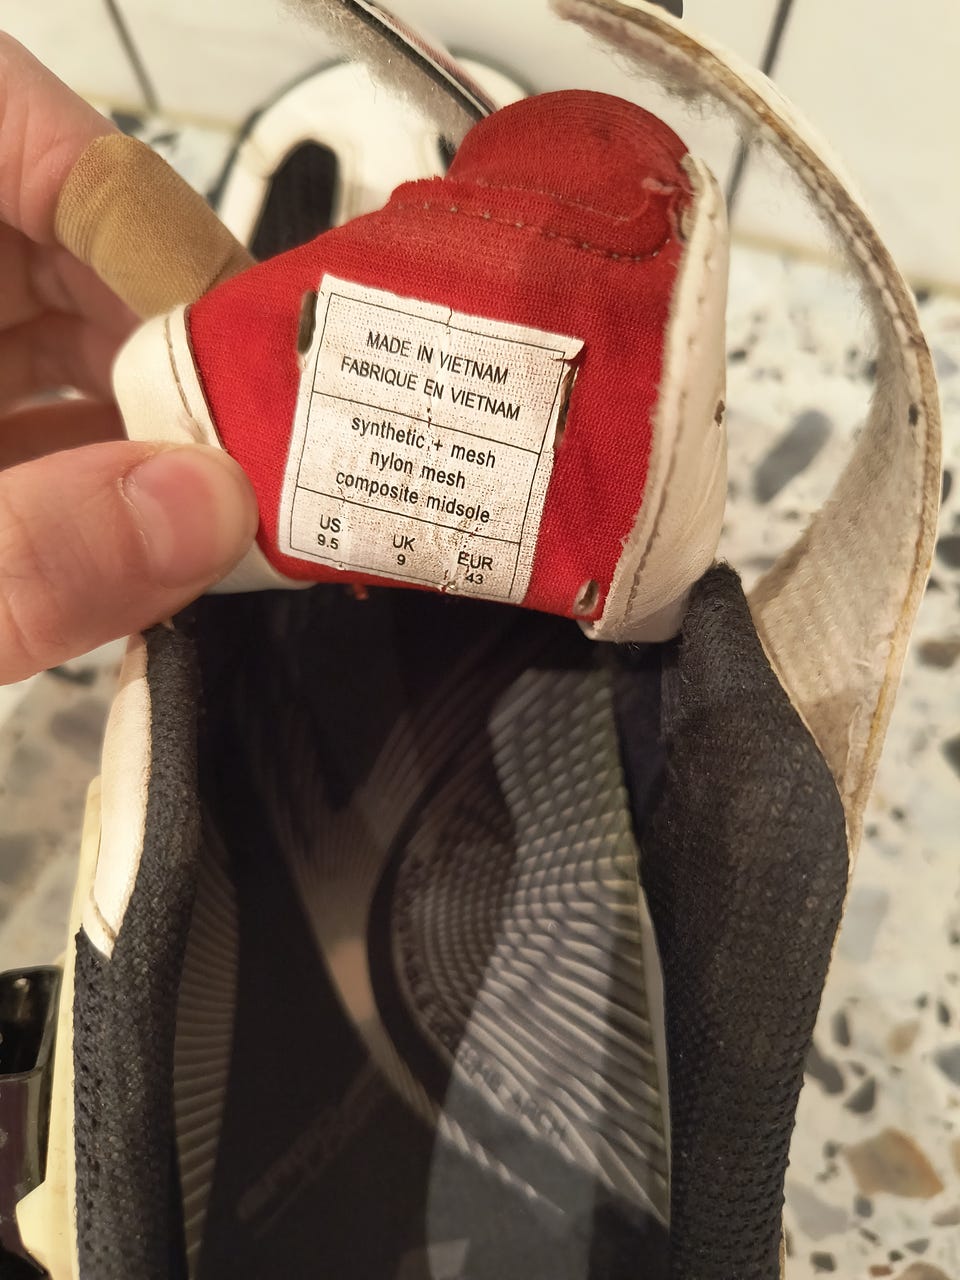 MADE IN VIETNAM
FABRIQUE EN VIETNAM
synthetic + mesh
nylon mesh
composite midsole
US UK EUR
9.5 9 43
ARCH